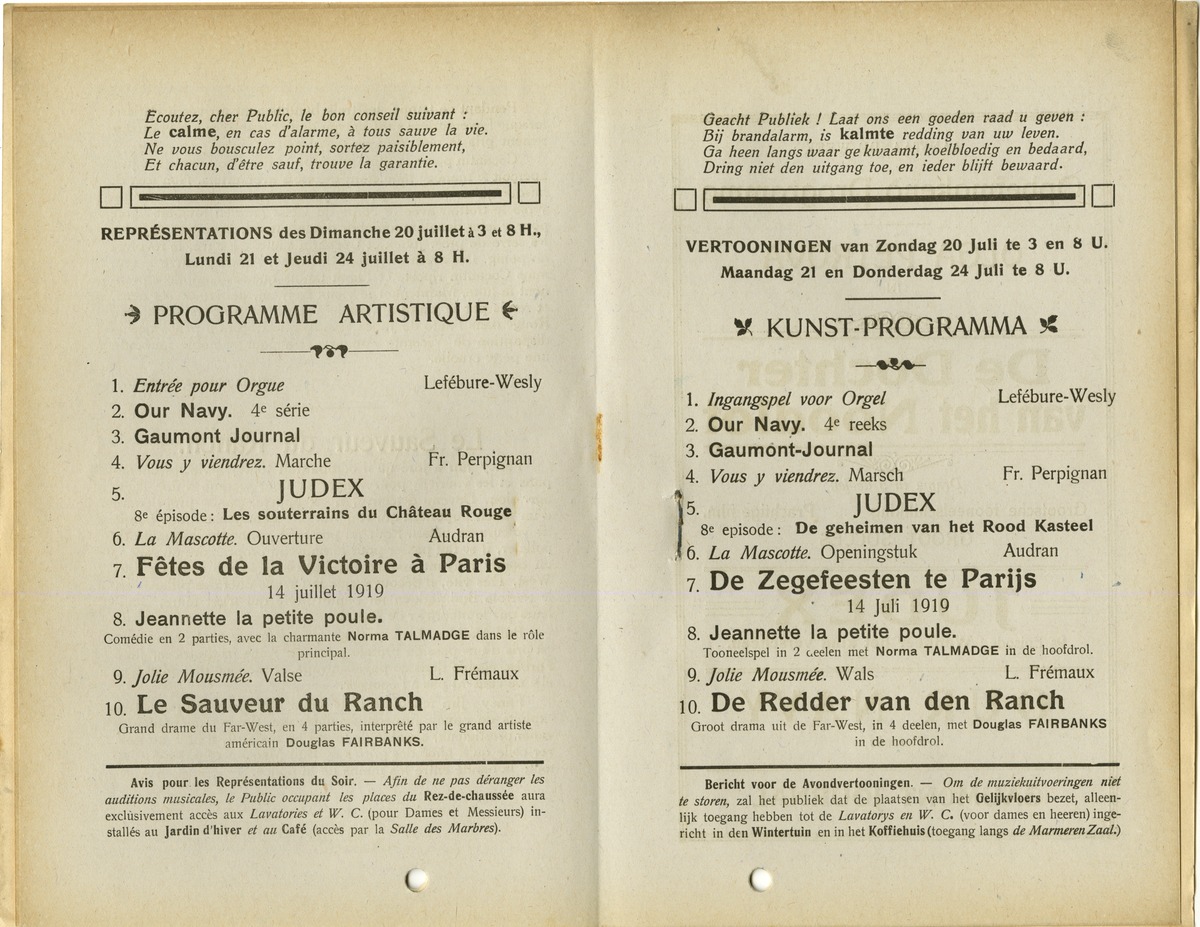 Ecoutez, cher Public, le bon conseil suivant :
Le calme, en cas d'alarme, à tous sauve la vie.
Ne vous bousculez point, sortez paisiblement,
Et chacun, d'être sauf, trouve la garantie.
REPRÉSENTATIONS des Dimanche 20 juillet à 3 et 8 H.,
Lundi 21 et Jeudi 24 juillet à 8 H.
PROGRAMME ARTISTIQUE
1. Entrée pour Orgue Lefébure-Wesly
2. Our Navy. 4e série
3. Gaumont Journal
4. Vous y viendrez. Marche Fr. Perpignan
5. JUDEX
8e épisode : Les souterrains du Château Rouge
6. La Mascotte. Ouverture Audran
7. Fêtes de la Victoire à Paris
14 juillet 1919
8. Jeannette la petite poule.
Comédie en 2 parties, avec la charmante Norma TALMADGE dans le rôle
principal.
9. Jolie Mousmée. Valse L. Frémaux
10. Le Sauveur du Ranch
Grand drame du Far-West, en 4 parties, interprêté par le grand artiste
américain Douglas FAIRBANKS.
Avis pour les Représentations du Soir. — Afin de ne pas déranger les
auditions musicales, le Public occupant les places du Rez-de-chaussée aura
exclusivement accès aux Lavatories et W. C. (pour Dames et Messieurs) in-
stallés au Jardin d'hiver et au Café (accès par la Salle des Marbres).
Geacht Publiek ! Laat ons een goeden raad u geven :
Bij brandalarm, is kalmte redding van uw leven.
Ga heen langs waar ge kwaamt, koelbloedig en bedaard,
Dring niet den uitgang toe, en ieder blijft bewaard.
VERTOONINGEN van Zondag 20 Juli te 3 en 8 U.
Maandag 21 en Donderdag 24 Juli te 8 U.
KUNST-PROGRAMMA
1. Ingangspel voor Orgel Lefébure-Wesly
2. Our Navy. 4e reeks
3. Gaumont-Journal
4. Vous y viendrez. Marsch Fr. Perpignan
5. JUDEX
8e episode : De geheimen van het Rood Kasteel
6. La Mascotte. Openingstuk Audran
7. De Zegefeesten te Parijs
14 Juli 1919
8. Jeannette la petite poule.
Tooneelspel in 2 deelen met Norma TALMADGE in de hoofdrol.
9. Jolie Mousmée. Wals L. Frémaux
10. De Redder van den Ranch
Groot drama uit de Far-West, in 4 deelen, met Douglas FAIRBANKS
in de hoofdrol.
Bericht voor de Avondvertooningen. — Om de muziekuitvoeringen niet
te storen, zal het publiek dat de plaatsen van het Gelijkvloers bezet, alleen-
lijk toegang hebben tot de Lavatorys en W. C. (voor dames en heeren) inge-
richt in den Wintertuin en in het Koffiehuis (toegang langs de Marmeren Zaal.)